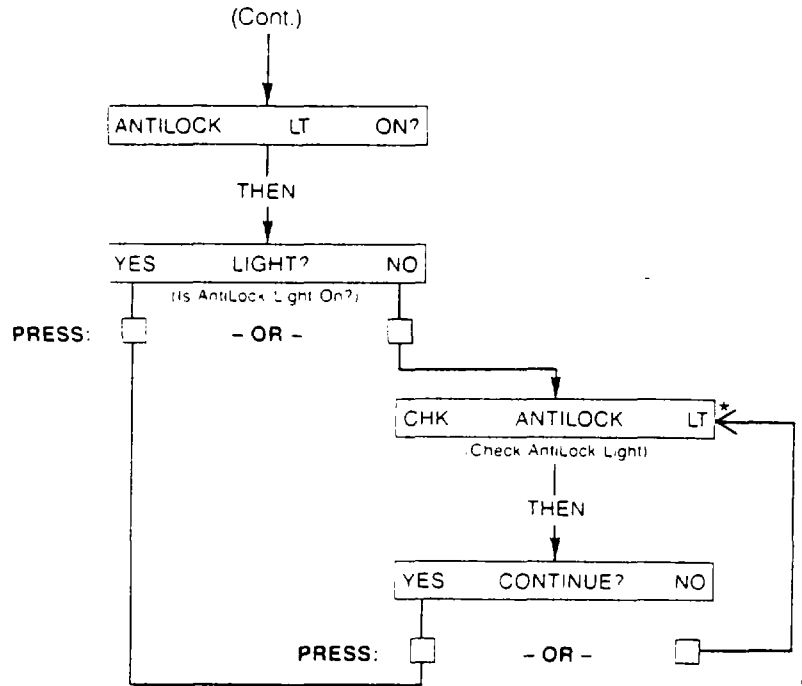 (Cont.)
ANTILOCK LT ON?
THEN
YES LIGHT? NO
(Is AntiLock Light On?)
PRESS: – OR –
CHK ANTILOCK LT *
(Check AntiLock Light)
THEN
YES CONTINUE? NO
PRESS: – OR –